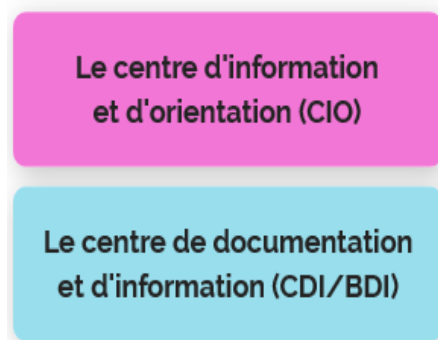 Le centre d'information
et d'orientation (CIO)
Le centre de documentation
et d'information (CDI/BDI)